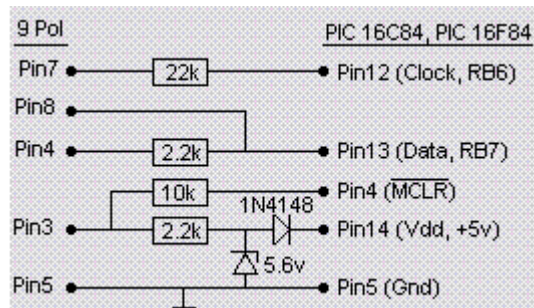 9 Pol PIC 16C84, PIC 16F84
Pin7 22k Pin12 (Clock, RB6)
Pin8
Pin4 2.2k Pin13 (Data, RB7)
10k Pin4 (MCLR)
1N4148
Pin3 2.2k Pin14 (Vdd, +5v)
5.6v
Pin5 Pin5 (Gnd)